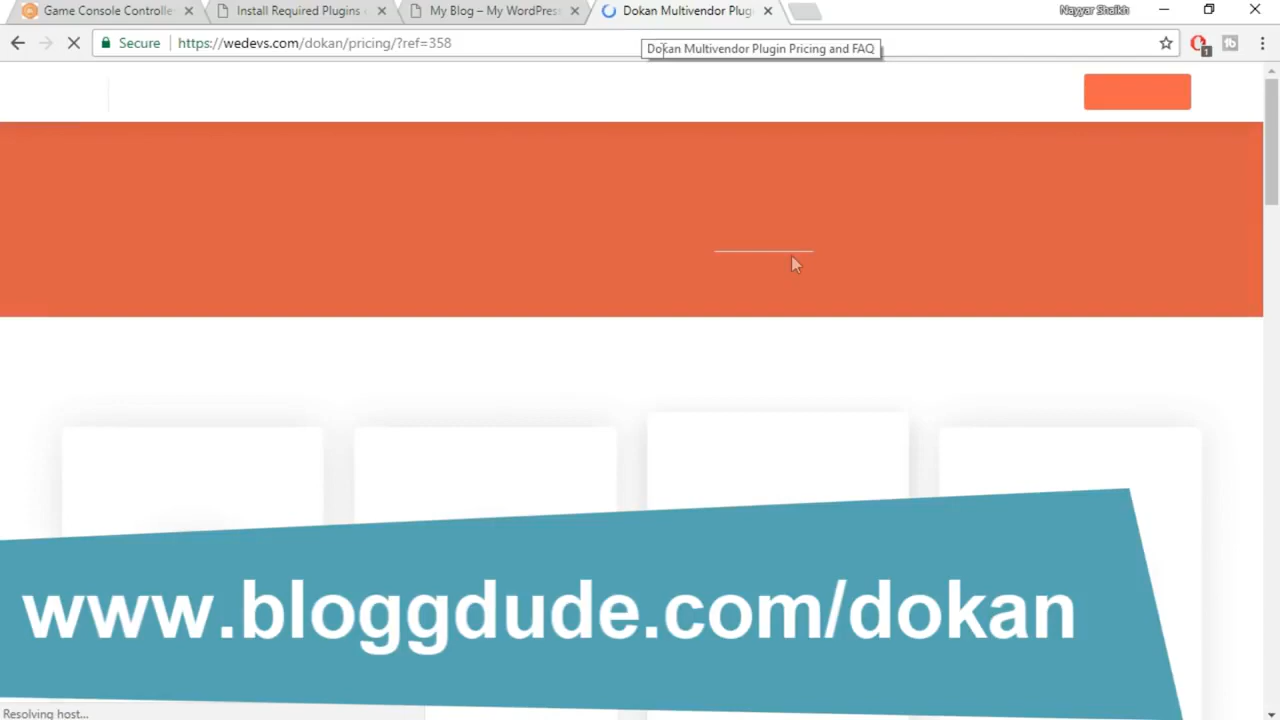 Game Console Controlle
Install Required Plugins
My Blog – My WordPres
Dokan Multivendor Plug
Nayyar Shaikh
Secure
https://wedevs.com/dokan/pricing/?ref=358
Dokan Multivendor Plugin Pricing and FAQ
1
www.bloggdude.com/dokan
Resolving host...